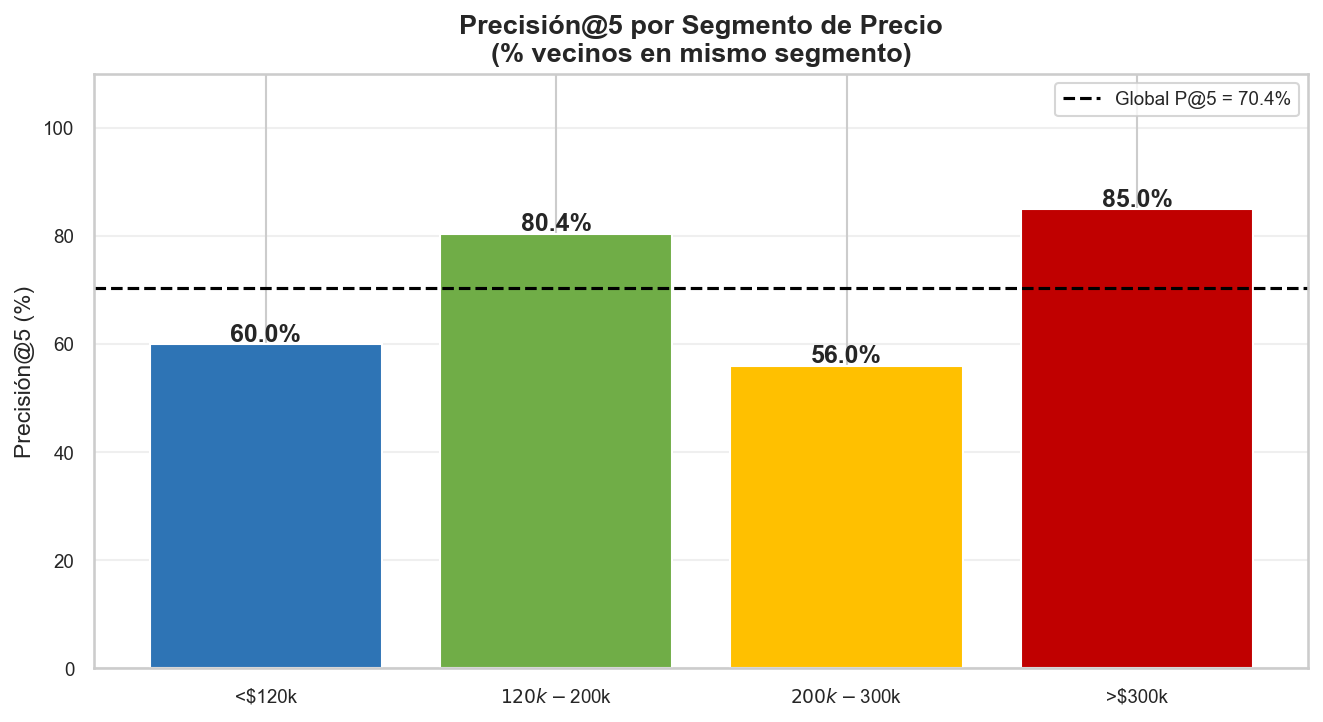 Precisión@5 por Segmento de Precio
(% vecinos en mismo segmento)
Global P@5 = 70.4%
Precisión@5 (%)
100
80
60
40
20
0
60.0%
80.4%
56.0%
85.0%
<$120k
120k−200k
200k−300k
>$300k